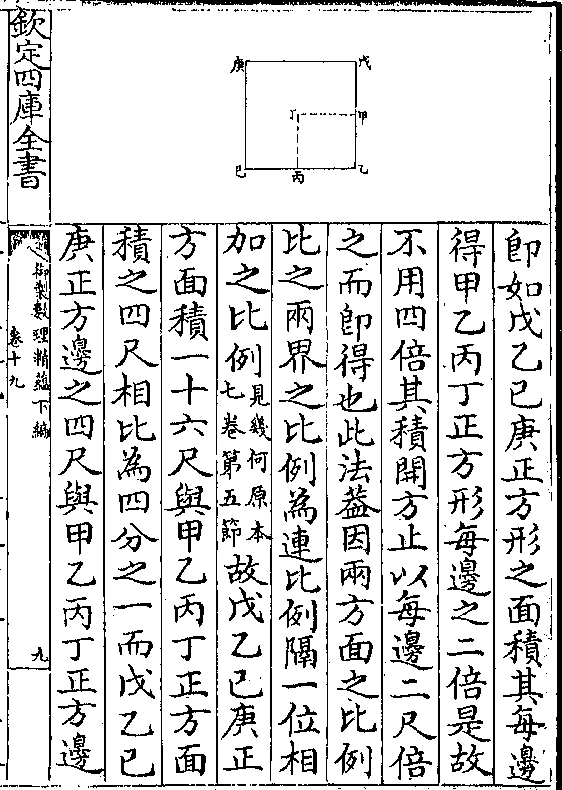 戊
庚
甲
丁
乙
丙
巳
即如戊乙巳庚正方形之面積其每邊
得甲乙丙丁正方形每邊之二倍是故
不用四倍其積開方止以每邊二尺倍
之而即得也此法葢因兩方面之比例
比之兩界之比例為連比例隔一位相
加之比例見幾何原本七卷第五節故戊乙巳庚正
方面積一十六尺與甲乙丙丁正方面
積之四尺相比為四分之一而戊乙巳
庚正方邊之四尺與甲乙丙丁正方邊
欽定四庫全書
御製數理精藴下編
卷十九
九